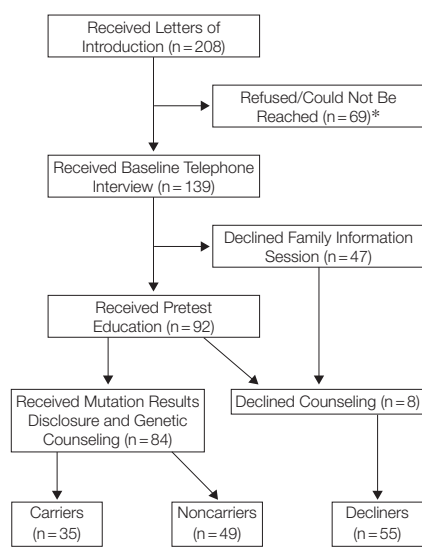 Received Letters of
Introduction (n=208)
Refused/Could Not Be
Reached (n=69)*
Received Baseline Telephone
Interview (n=139)
Declined Family Information
Session (n=47)
Received Pretest
Education (n=92)
Received Mutation Results
Disclosure and Genetic
Counseling (n=84)
Declined Counseling (n=8)
Carriers
(n=35)
Noncarriers
(n=49)
Decliners
(n=55)